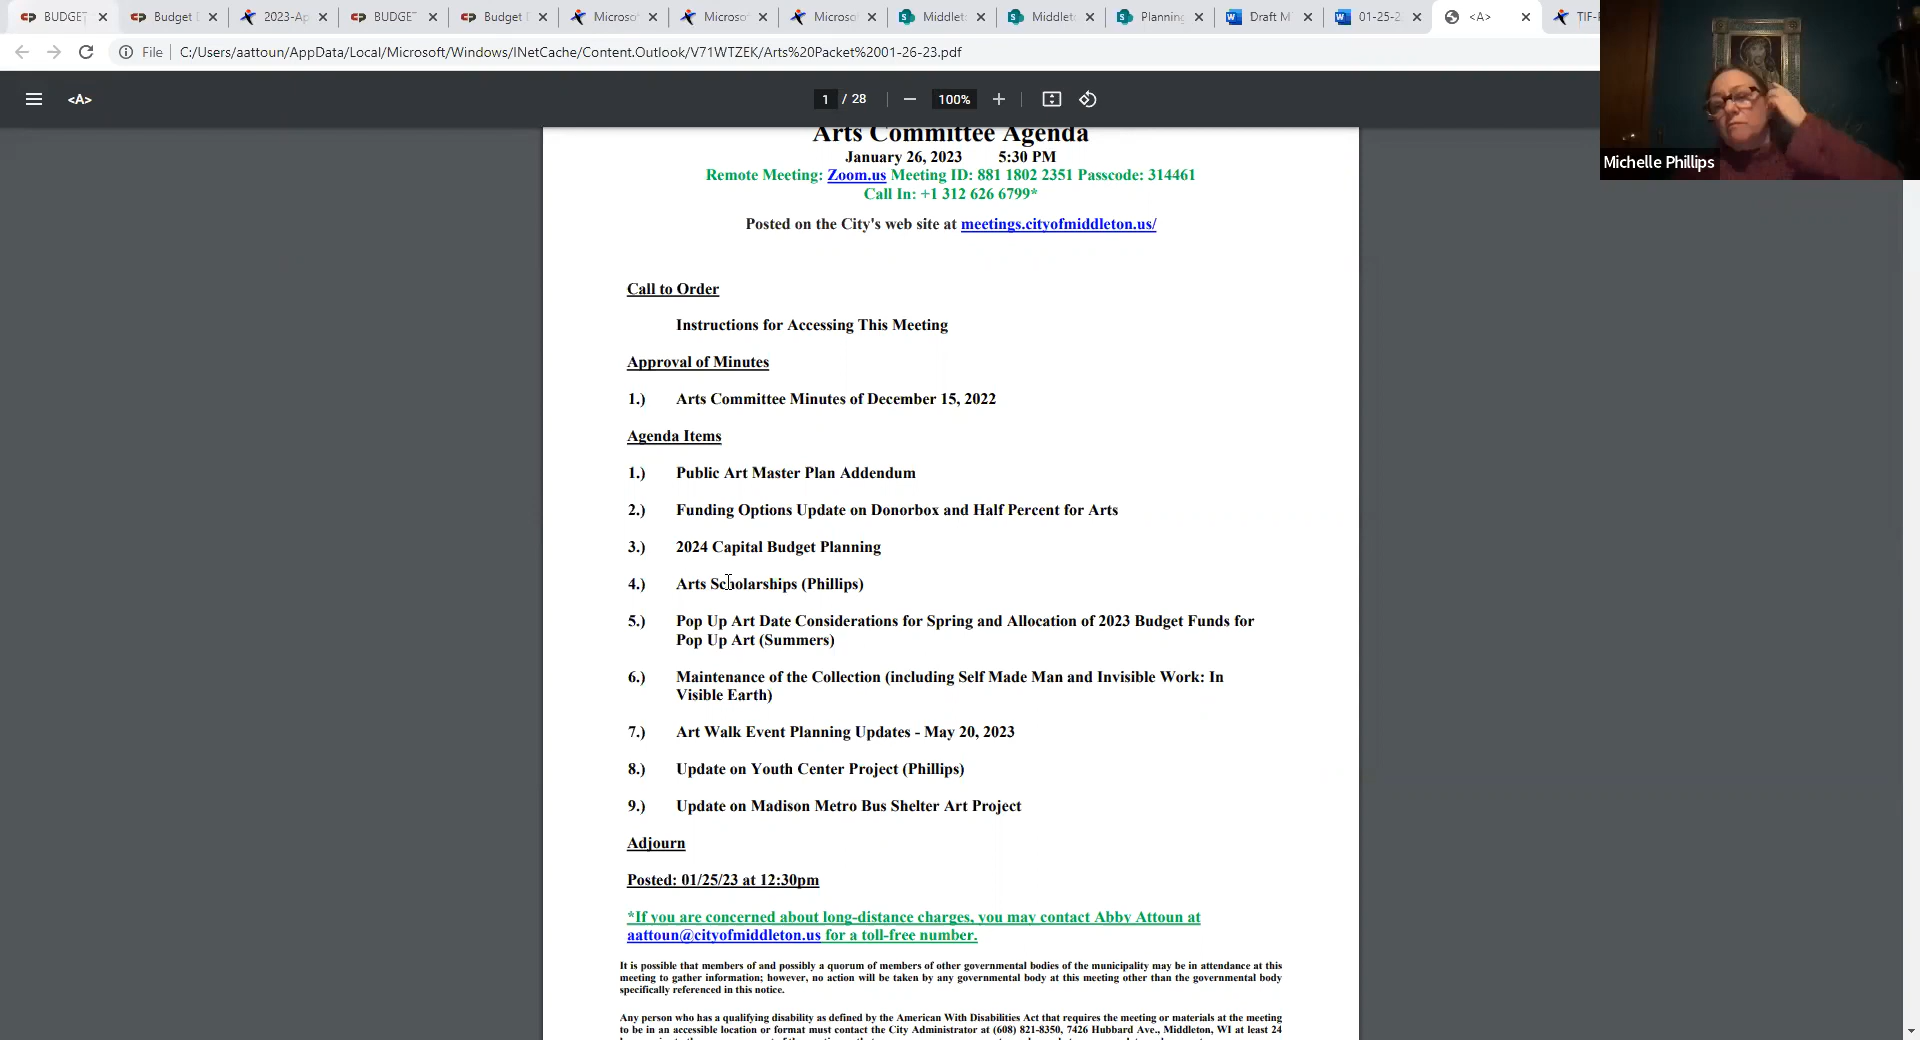 BUDGET
Budget D
2023-Ap
BUDGET
Budget D
Microsof
Microsof
Microsof
Middlet
Middlet
Planning
Draft M
01-25-2
<A>
TIF-F
File
C:/Users/aattoun/AppData/Local/Microsoft/Windows/INetCache/Content.Outlook/V71WTZEK/Arts%20Packet%2001-26-23.pdf
<A>
1 / 28
100%
Michelle Phillips
Arts Committee Agenda
January 26, 2023 5:30 PM
Remote Meeting: Zoom.us Meeting ID: 881 1802 2351 Passcode: 314461
Call In: +1 312 626 6799*
Posted on the City's web site at meetings.cityofmiddleton.us/
Call to Order
Instructions for Accessing This Meeting
Approval of Minutes
1.) Arts Committee Minutes of December 15, 2022
Agenda Items
1.) Public Art Master Plan Addendum
2.) Funding Options Update on Donorbox and Half Percent for Arts
3.) 2024 Capital Budget Planning
4.) Arts Scholarships (Phillips)
5.) Pop Up Art Date Considerations for Spring and Allocation of 2023 Budget Funds for
Pop Up Art (Summers)
6.) Maintenance of the Collection (including Self Made Man and Invisible Work: In
Visible Earth)
7.) Art Walk Event Planning Updates - May 20, 2023
8.) Update on Youth Center Project (Phillips)
9.) Update on Madison Metro Bus Shelter Art Project
Adjourn
Posted: 01/25/23 at 12:30pm
*If you are concerned about long-distance charges, you may contact Abby Attoun at
aattoun@cityofmiddleton.us for a toll-free number.
It is possible that members of and possibly a quorum of members of other governmental bodies of the municipality may be in attendance at this
meeting to gather information; however, no action will be taken by any governmental body at this meeting other than the governmental body
specifically referenced in this notice.
Any person who has a qualifying disability as defined by the American With Disabilities Act that requires the meeting or materials at the meeting
to be in an accessible location or format must contact the City Administrator at (608) 821-8350, 7426 Hubbard Ave., Middleton, WI at least 24